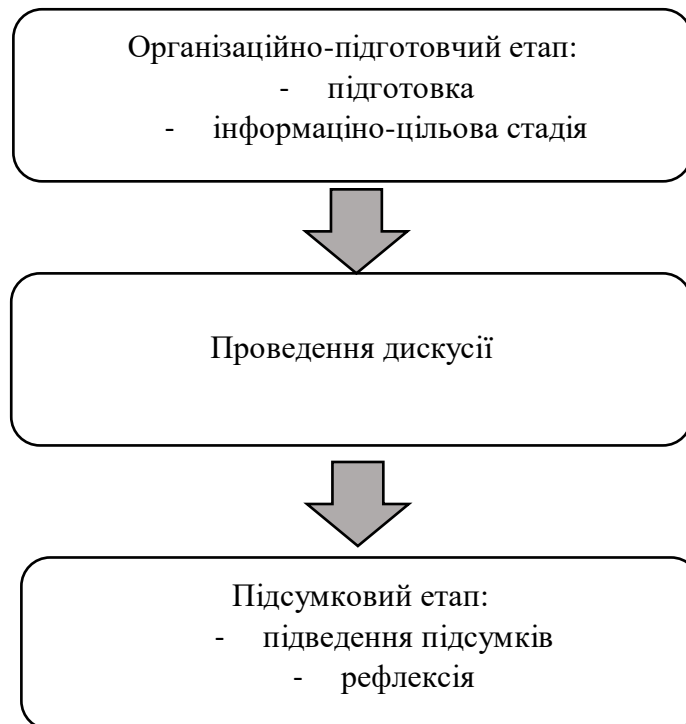 Організаційно-підготовчий етап:
- підготовка
- інформаціно-цільова стадія
Проведення дискусії
Підсумковий етап:
- підведення підсумків
- рефлексія